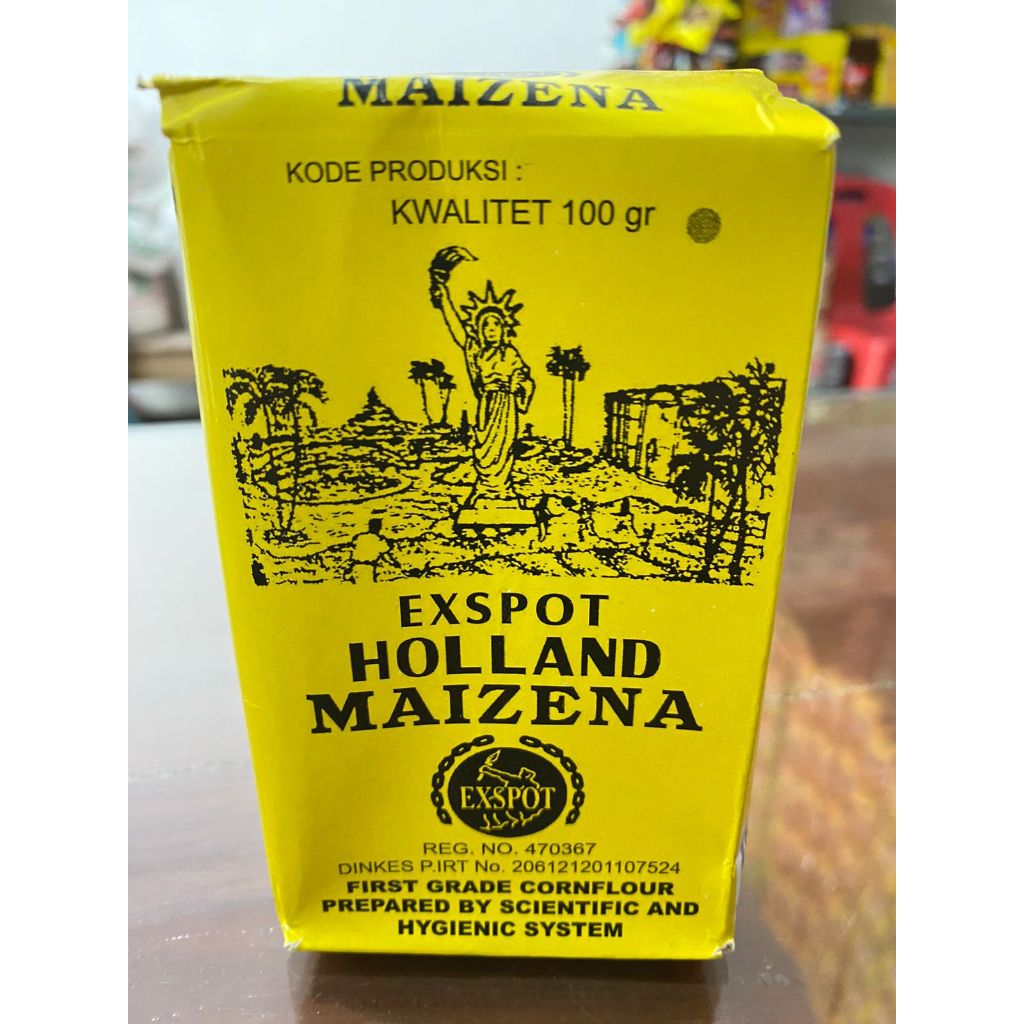 MAIZENA
KODE PRODUKSI :
KWALITET 100 gr
EXSPOT
HOLLAND
MAIZENA
EXSPOT
REG. NO. 470367
DINKES P.IRT No. 206121201107524
FIRST GRADE CORNFLOUR
PREPARED BY SCIENTIFIC AND
HYGIENIC SYSTEM